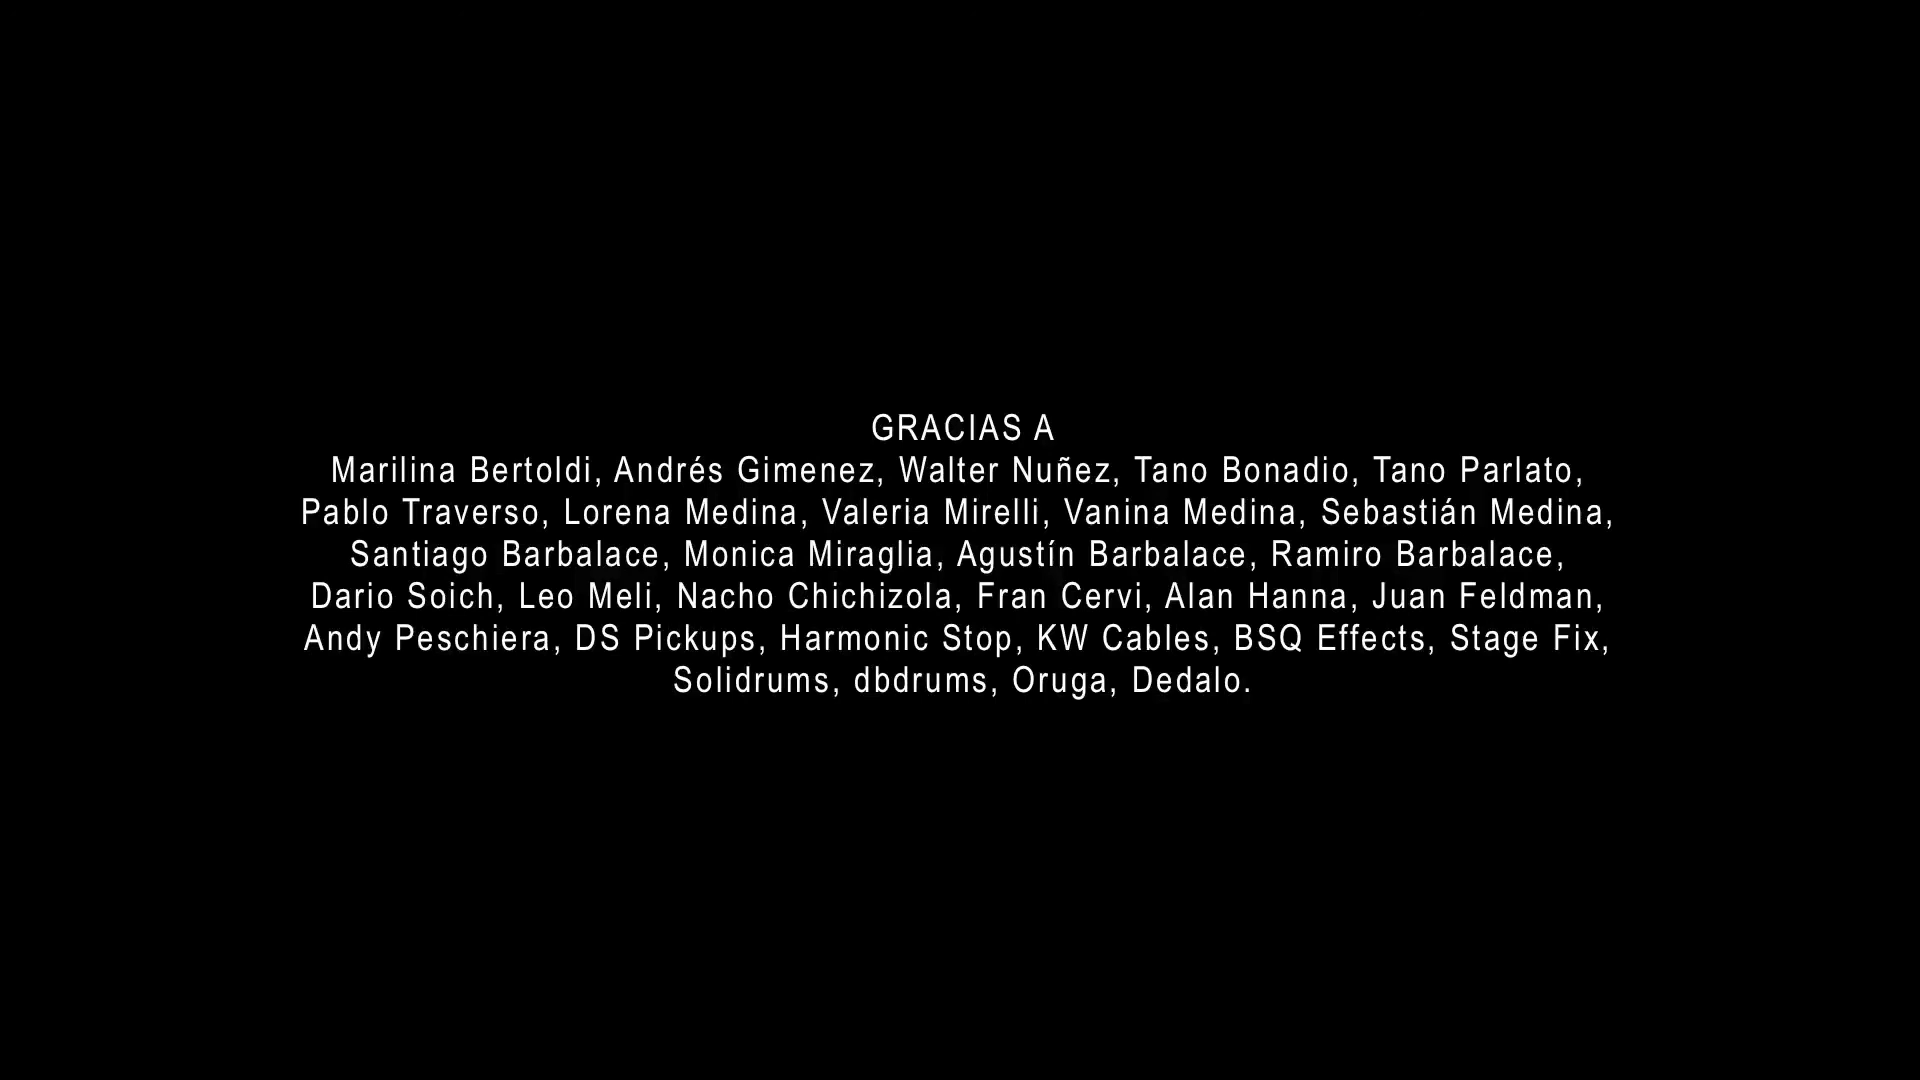 GRACIAS A
Marilina Bertoldi, Andrés Gimenez, Walter Nuñez, Tano Bonadio, Tano Parlato,
Pablo Traverso, Lorena Medina, Valeria Mirelli, Vanina Medina, Sebastián Medina,
Santiago Barbalace, Monica Miraglia, Agustín Barbalace, Ramiro Barbalace,
Dario Soich, Leo Meli, Nacho Chichizola, Fran Cervi, Alan Hanna, Juan Feldman,
Andy Peschiera, DS Pickups, Harmonic Stop, KW Cables, BSQ Effects, Stage Fix,
Solidrums, dbdrums, Oruga, Dedalo.